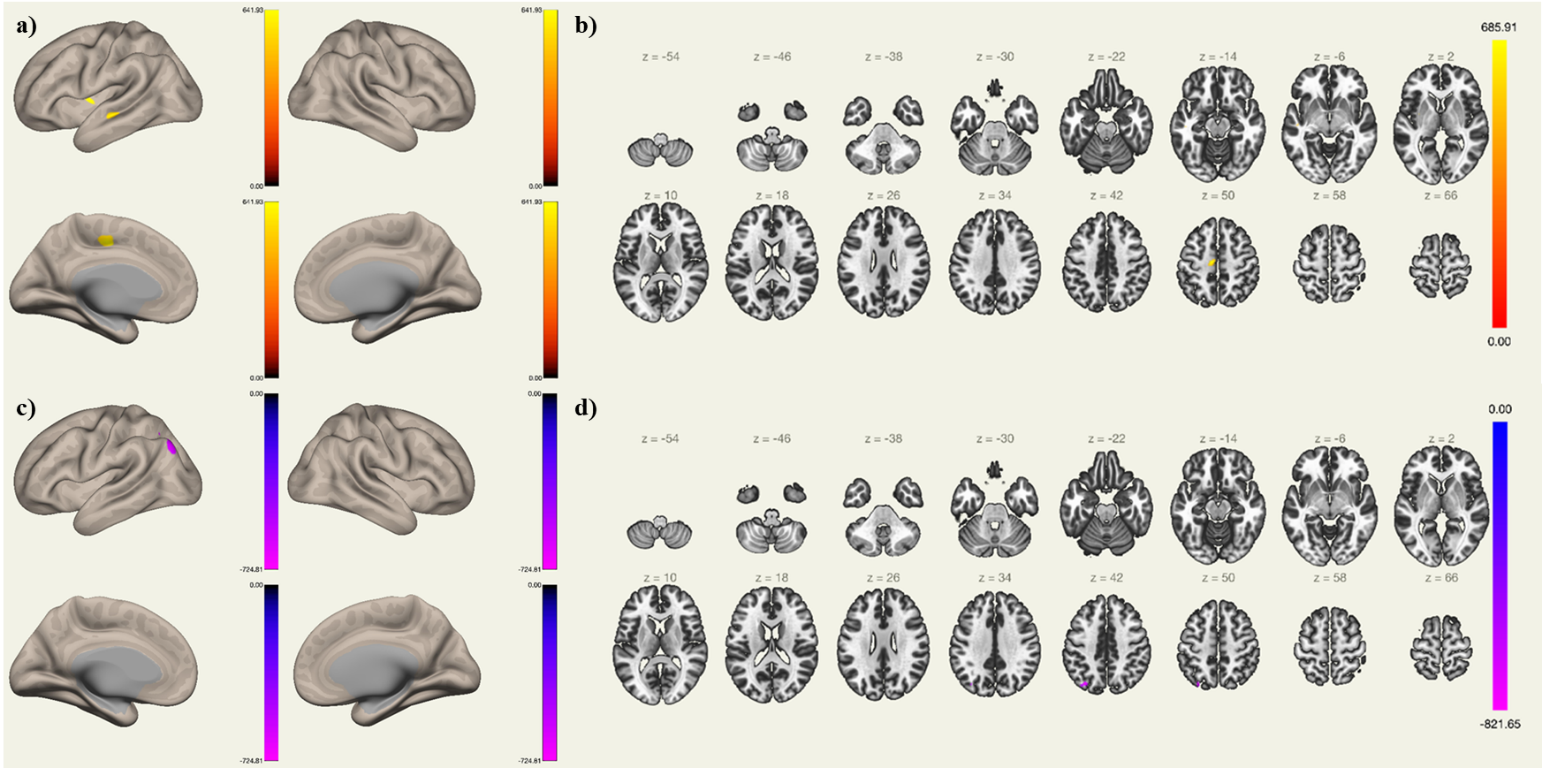 a)
641.93
641.93
0.00
0.00
641.93
641.93
0.00
0.00
b)
685.91
z = -54 z = -46 z = -38 z = -30 z = -22 z = -14 z = -6 z = 2
z = 10 z = 18 z = 26 z = 34 z = 42 z = 50 z = 58 z = 66
0.00
c)
0.00
0.00
-724.81
-724.81
0.00
0.00
-724.81
-724.81
d)
0.00
z = -54 z = -46 z = -38 z = -30 z = -22 z = -14 z = -6 z = 2
z = 10 z = 18 z = 26 z = 34 z = 42 z = 50 z = 58 z = 66
-821.65